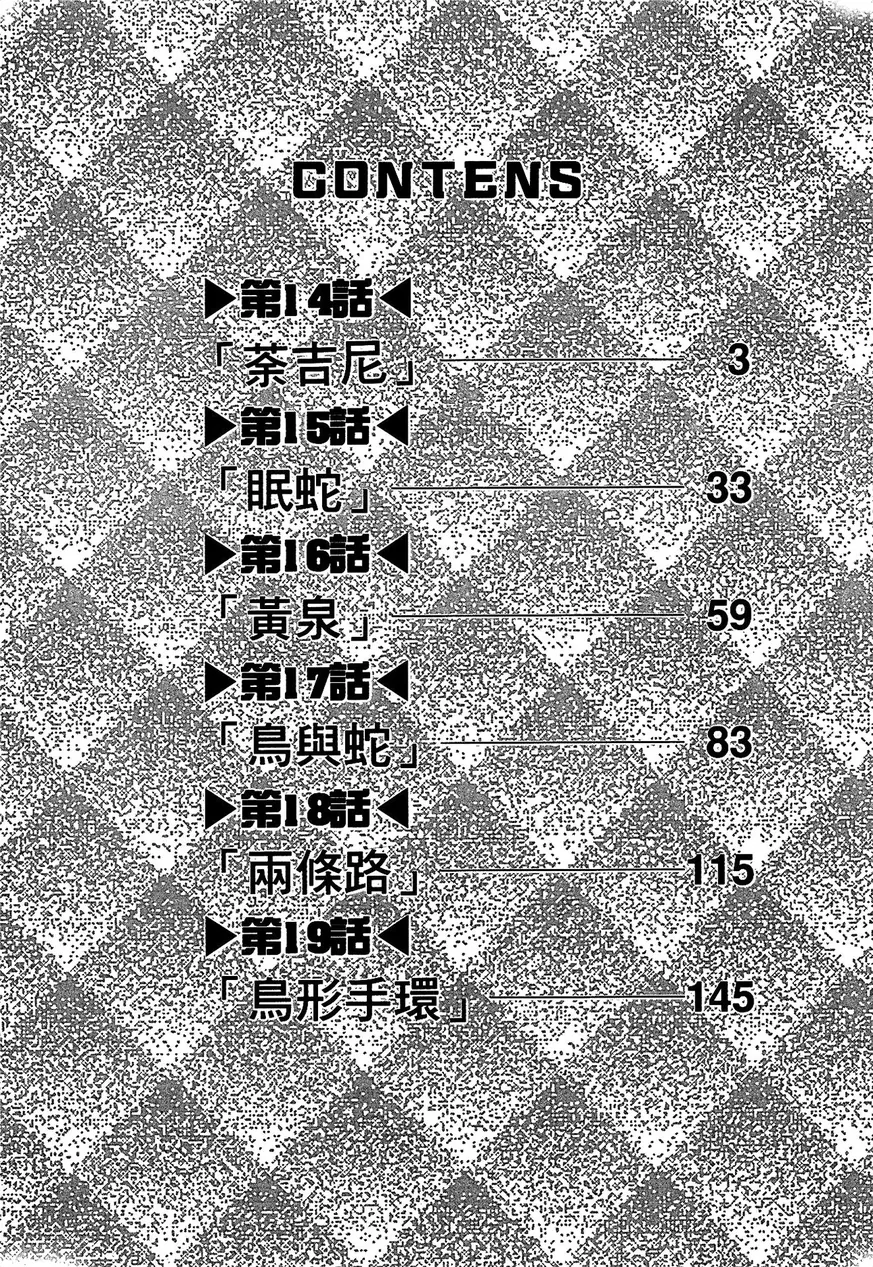 CONTENS
▶第14話◀
「荼吉尼」 3
▶第15話◀
「眠蛇」 33
▶第16話◀
「黃泉」 59
▶第17話◀
「鳥與蛇」 83
▶第18話◀
「兩條路」 115
▶第19話◀
「鳥形手環」 145